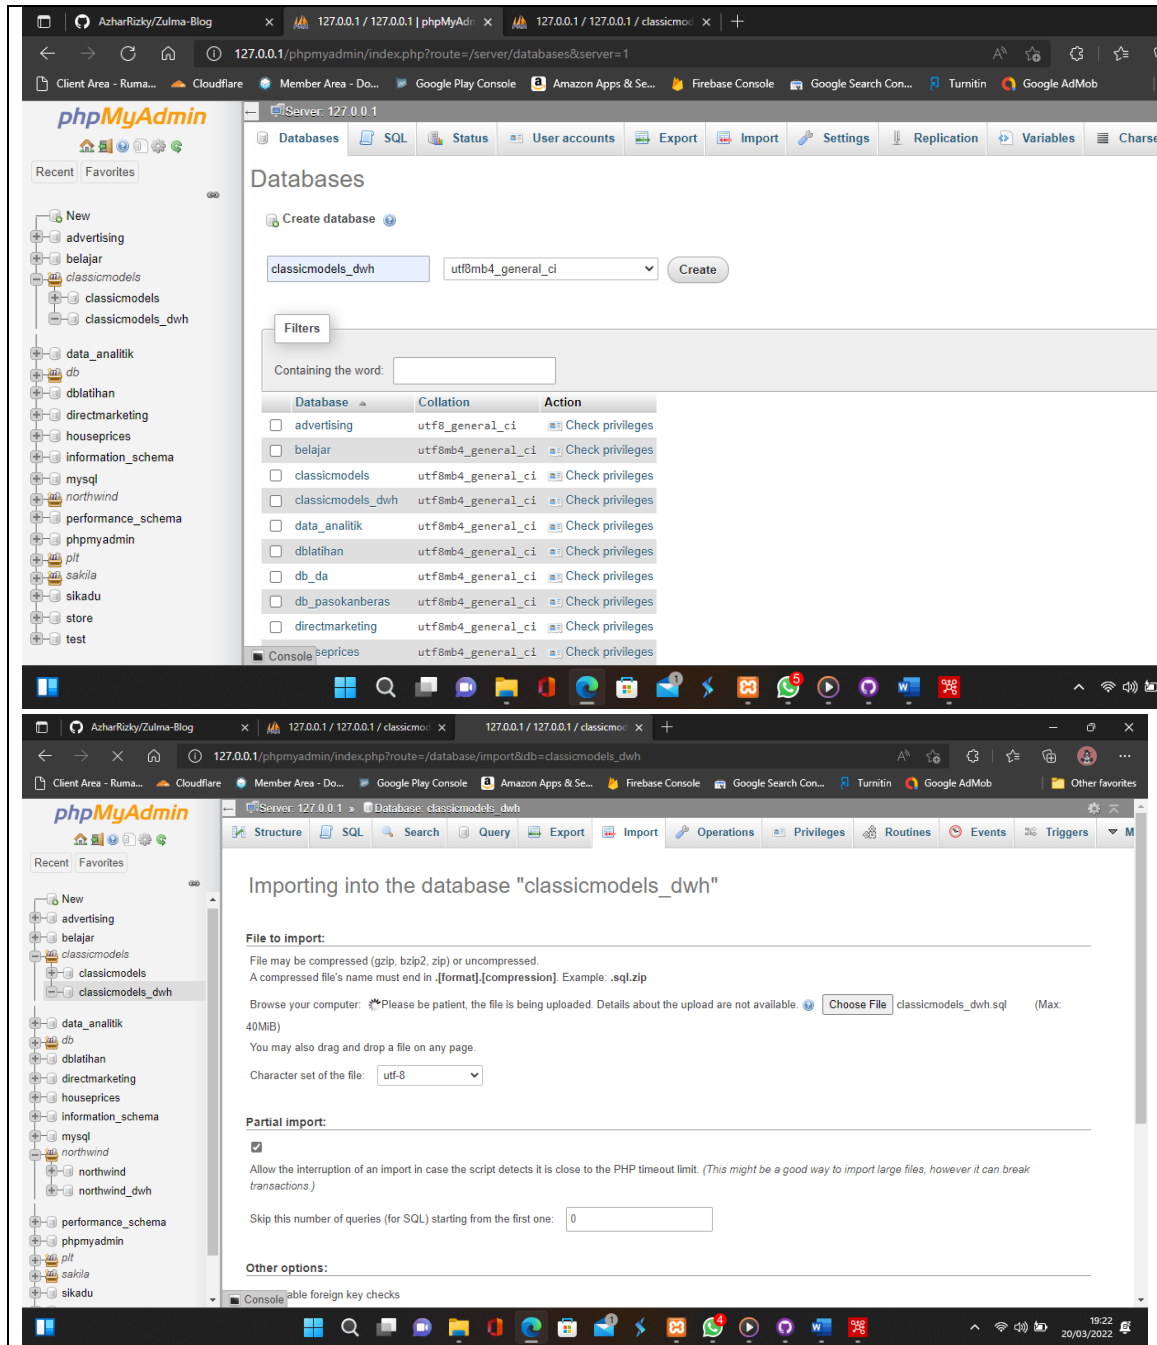 AzharRizky/Zulma-Blog
127.0.0.1 / 127.0.0.1 | phpMyAdm
127.0.0.1 / 127.0.0.1 / classicmod
127.0.0.1/phpmyadmin/index.php?route=/server/databases&server=1
Client Area - Ruma... Cloudflare Member Area - Do... Google Play Console Amazon Apps & Se... Firebase Console Google Search Con... Turnitin Google AdMob
phpMyAdmin
Recent Favorites
New
advertising
belajar
classicmodels
classicmodels
classicmodels_dwh
data_analitik
db
dblatihan
directmarketing
houseprices
information_schema
mysql
northwind
performance_schema
phpmyadmin
plt
sakila
sikadu
store
test
Server: 127.0.0.1
Databases SQL Status User accounts Export Import Settings Replication Variables Charse
Databases
Create database
classicmodels_dwh utf8mb4_general_ci Create
Filters
Containing the word:
Database Collation Action
advertising utf8_general_ci Check privileges
belajar utf8mb4_general_ci Check privileges
classicmodels utf8mb4_general_ci Check privileges
classicmodels_dwh utf8mb4_general_ci Check privileges
data_analitik utf8mb4_general_ci Check privileges
dblatihan utf8mb4_general_ci Check privileges
db_da utf8mb4_general_ci Check privileges
db_pasokanberas utf8mb4_general_ci Check privileges
directmarketing utf8mb4_general_ci Check privileges
seprices utf8mb4_general_ci Check privileges
Console
1
5
AzharRizky/Zulma-Blog
127.0.0.1 / 127.0.0.1 / classicmod
127.0.0.1 / 127.0.0.1 / classicmod
127.0.0.1/phpmyadmin/index.php?route=/database/import&db=classicmodels_dwh
Client Area - Ruma... Cloudflare Member Area - Do... Google Play Console Amazon Apps & Se... Firebase Console Google Search Con... Turnitin Google AdMob Other favorites
phpMyAdmin
Recent Favorites
New
advertising
belajar
classicmodels
classicmodels
classicmodels_dwh
data_analitik
db
dblatihan
directmarketing
houseprices
information_schema
mysql
northwind
northwind
northwind_dwh
performance_schema
phpmyadmin
plt
sakila
sikadu
Server: 127.0.0.1 » Database: classicmodels_dwh
Structure SQL Search Query Export Import Operations Privileges Routines Events Triggers M
Importing into the database "classicmodels_dwh"
File to import:
File may be compressed (gzip, bzip2, zip) or uncompressed.
A compressed file's name must end in .[format].[compression]. Example: .sql.zip
Browse your computer: Please be patient, the file is being uploaded. Details about the upload are not available. Choose File classicmodels_dwh.sql (Max:
40MiB)
You may also drag and drop a file on any page.
Character set of the file: utf-8
Partial import:
Allow the interruption of an import in case the script detects it is close to the PHP timeout limit. (This might be a good way to import large files, however it can break
transactions.)
Skip this number of queries (for SQL) starting from the first one: 0
Other options:
able foreign key checks
Console
1
4
19:22
20/03/2022